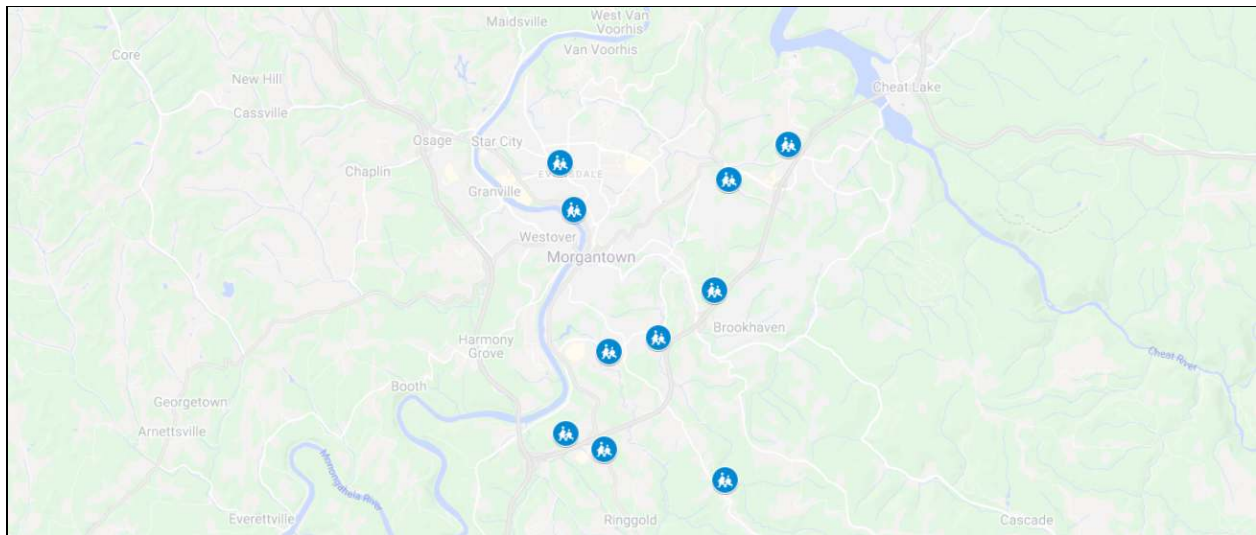 Maidsville
West Van
Voorhis
Van Voorhis
Core
New Hill
Cassville
Cheat Lake
Osage
Star City
Chaplin
Granville
Westover
Morgantown
Brookhaven
Harmony
Grove
Booth
Cheat River
Georgetown
Arnettsville
Monongahela River
Everettville
Ringgold
Cascade